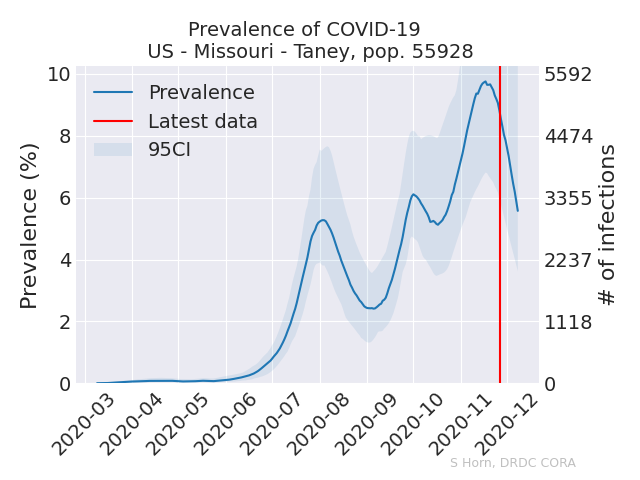 Prevalence of COVID-19
US - Missouri - Taney, pop. 55928
Prevalence (%)
10
8
6
4
2
0
Prevalence
Latest data
95CI
5592
4474
3355
2237
1118
0
# of infections
2020-03
2020-04
2020-05
2020-06
2020-07
2020-08
2020-09
2020-10
2020-11
2020-12
S Horn, DRDC CORA